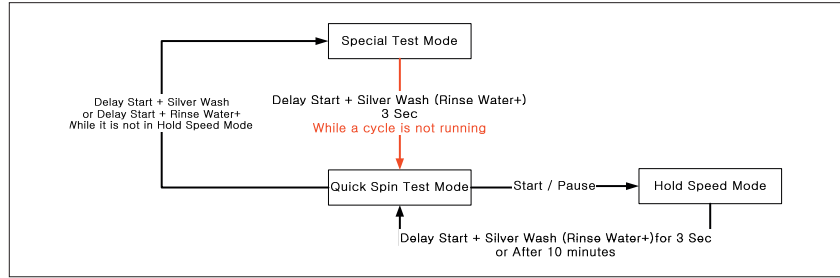 Special Test Mode
Delay Start + Silver Wash
or Delay Start + Rinse Water+
While it is not in Hold Speed Mode
Delay Start + Silver Wash (Rinse Water+)
3 Sec
While a cycle is not running
Quick Spin Test Mode
Start / Pause
Hold Speed Mode
Delay Start + Silver Wash (Rinse Water+)for 3 Sec
or After 10 minutes